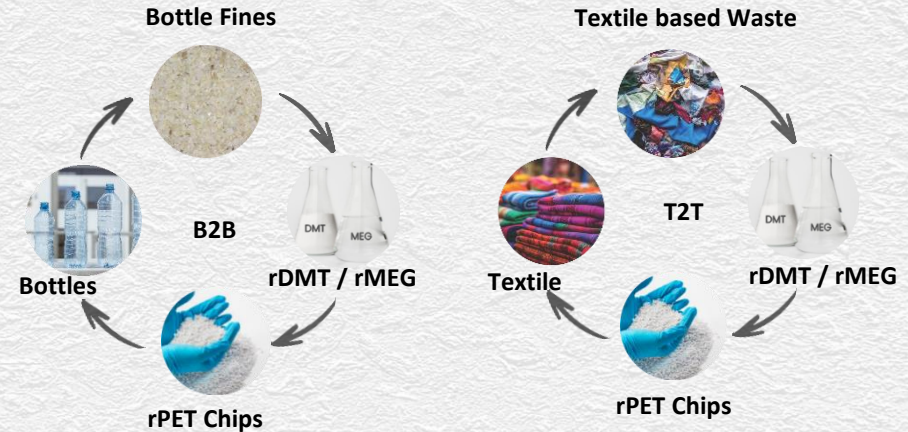 Bottle Fines
B2B
DMT
MEG
Bottles
rDMT / rMEG
rPET Chips
Textile based Waste
T2T
DMT
MEG
Textile
rDMT / rMEG
rPET Chips